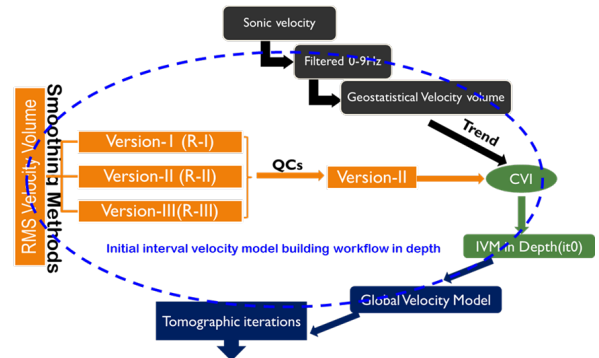 Sonic velocity
Filtered 0-9Hz
Geostatistical Velocity volume
Trend
RMS Velocity Volume
Smoothing Methods
Version-I (R-I)
Version-II (R-II)
Version-III(R-III)
QCs
Version-II
CVI
Initial interval velocity model building workflow in depth
IVM in Depth(it0)
Global Velocity Model
Tomographic iterations